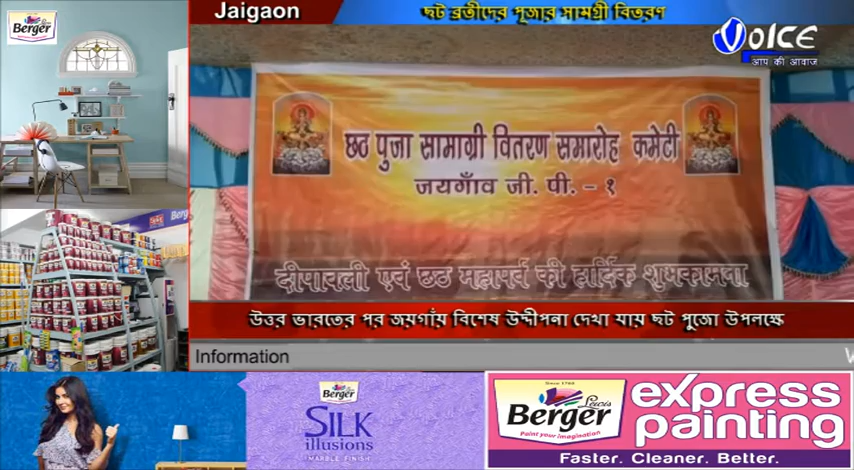 Berger
Jaigaon
ছট ব্রতীদের পূজার সামগ্রী বিতরণ
VOICE
आप की आवाज
छठ पुजा सामाग्री वितरण समारोह कमेटी
जयगाँव जी. पी. - १
दीपावली एवं छठ महापर्व की हार्दिक शुभकामना
উত্তর ভারতের পর জয়গাঁয় বিশেষ উদ্দীপনা দেখা যায় ছট পুজো উপলক্ষে
Information
Berger
SILK
illusions
MARBLE FINISH
Since 1760
Lewis
Berger
Paint your imagination
express
painting
Faster. Cleaner. Better.